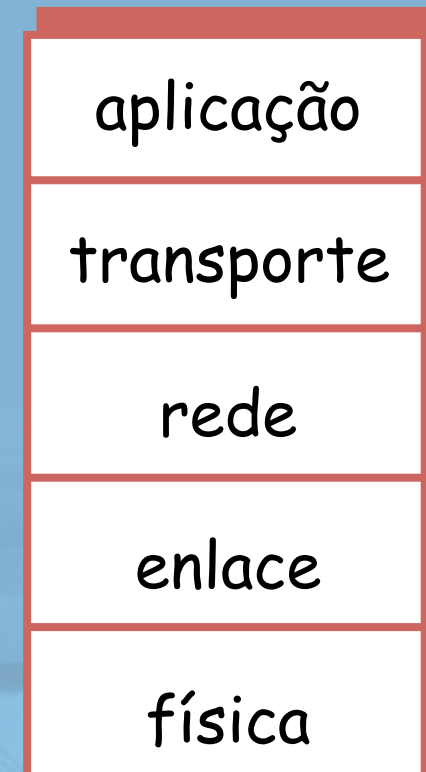 aplicação
transporte
rede
enlace
física